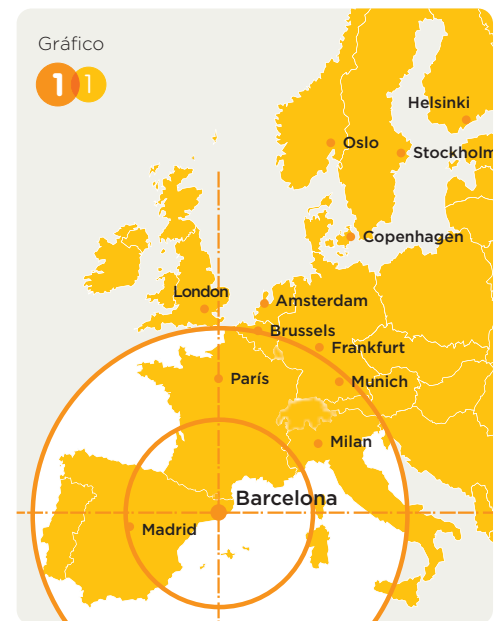 Gráfico
1 1
Helsinki
Oslo
Stockholm
Copenhagen
London
Amsterdam
Brussels
Frankfurt
París
Munich
Milan
Barcelona
Madrid